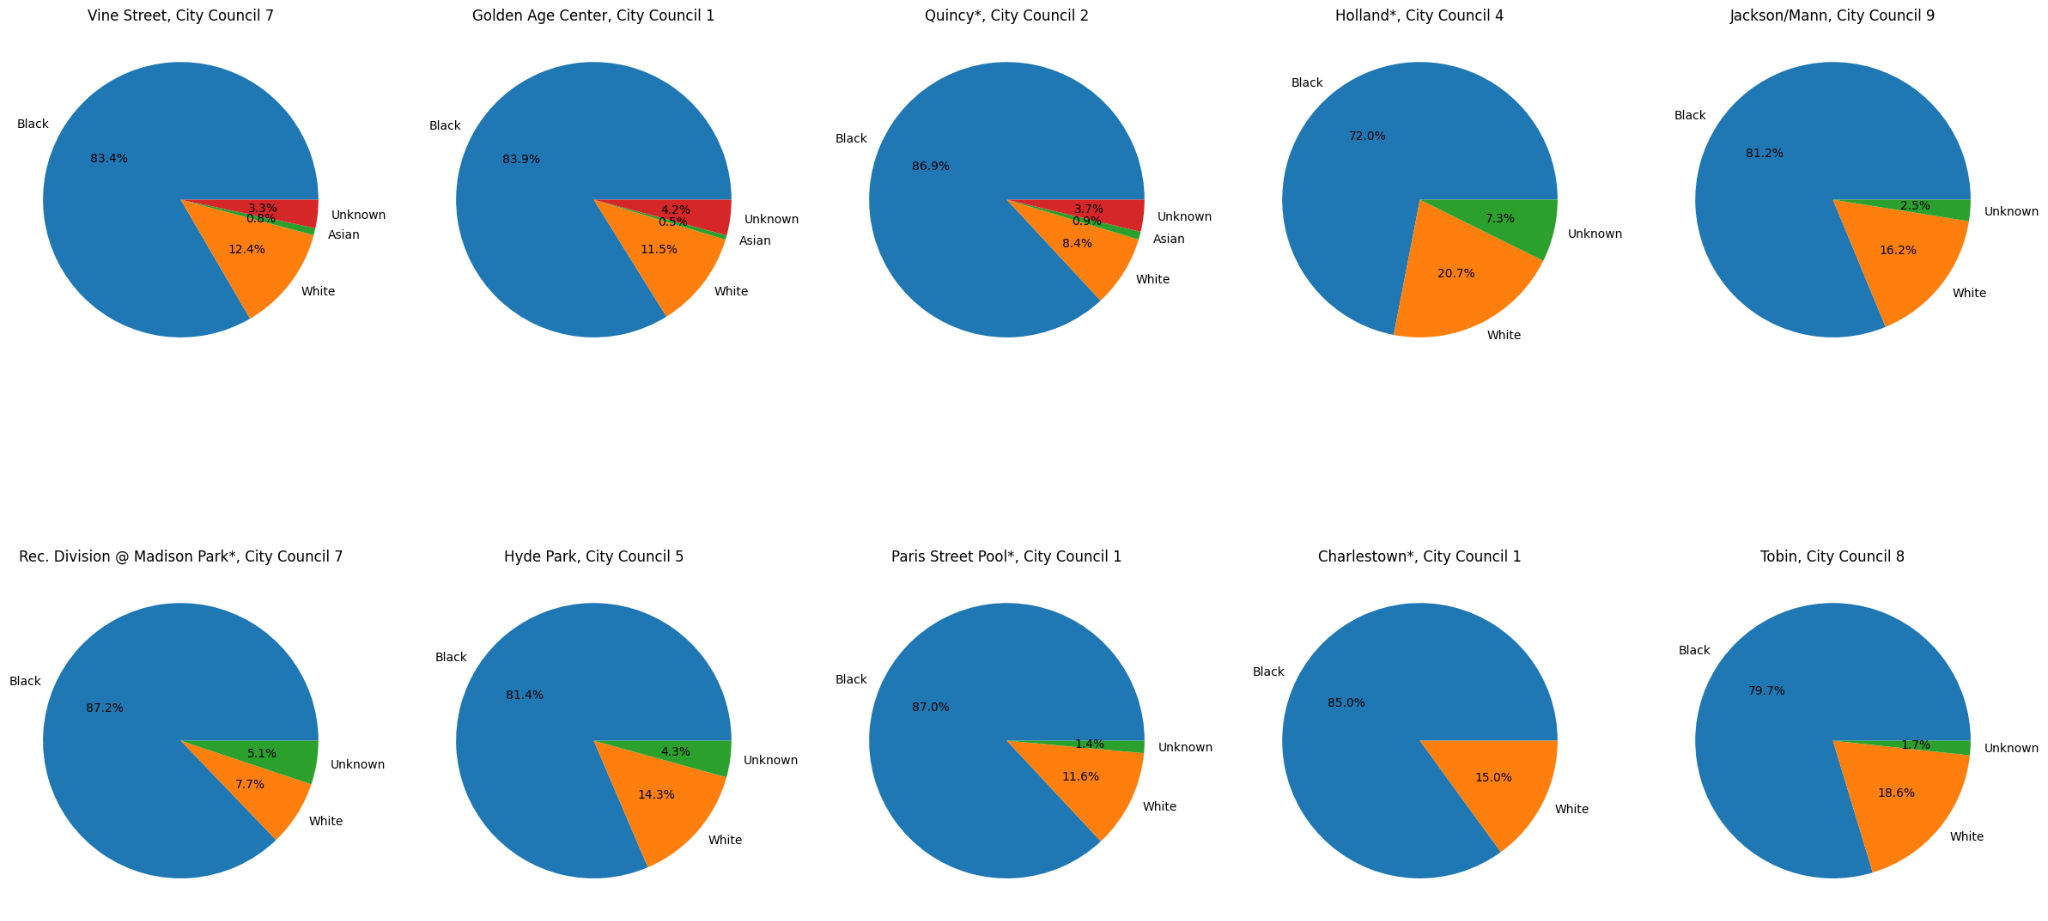 Vine Street, City Council 7
Black
83.4%
3.3%
Unknown
0.8%
Asian
12.4%
White
Golden Age Center, City Council 1
Black
83.9%
4.2%
Unknown
0.5%
Asian
11.5%
White
Quincy*, City Council 2
Black
86.9%
3.7%
Unknown
0.9%
Asian
8.4%
White
Holland*, City Council 4
Black
72.0%
7.3%
Unknown
20.7%
White
Jackson/Mann, City Council 9
Black
81.2%
2.5%
Unknown
16.2%
White
Rec. Division @ Madison Park*, City Council 7
Black
87.2%
5.1%
Unknown
7.7%
White
Hyde Park, City Council 5
Black
81.4%
4.3%
Unknown
14.3%
White
Paris Street Pool*, City Council 1
Black
87.0%
1.4%
Unknown
11.6%
White
Charlestown*, City Council 1
Black
85.0%
15.0%
White
Tobin, City Council 8
Black
79.7%
1.7%
Unknown
18.6%
White